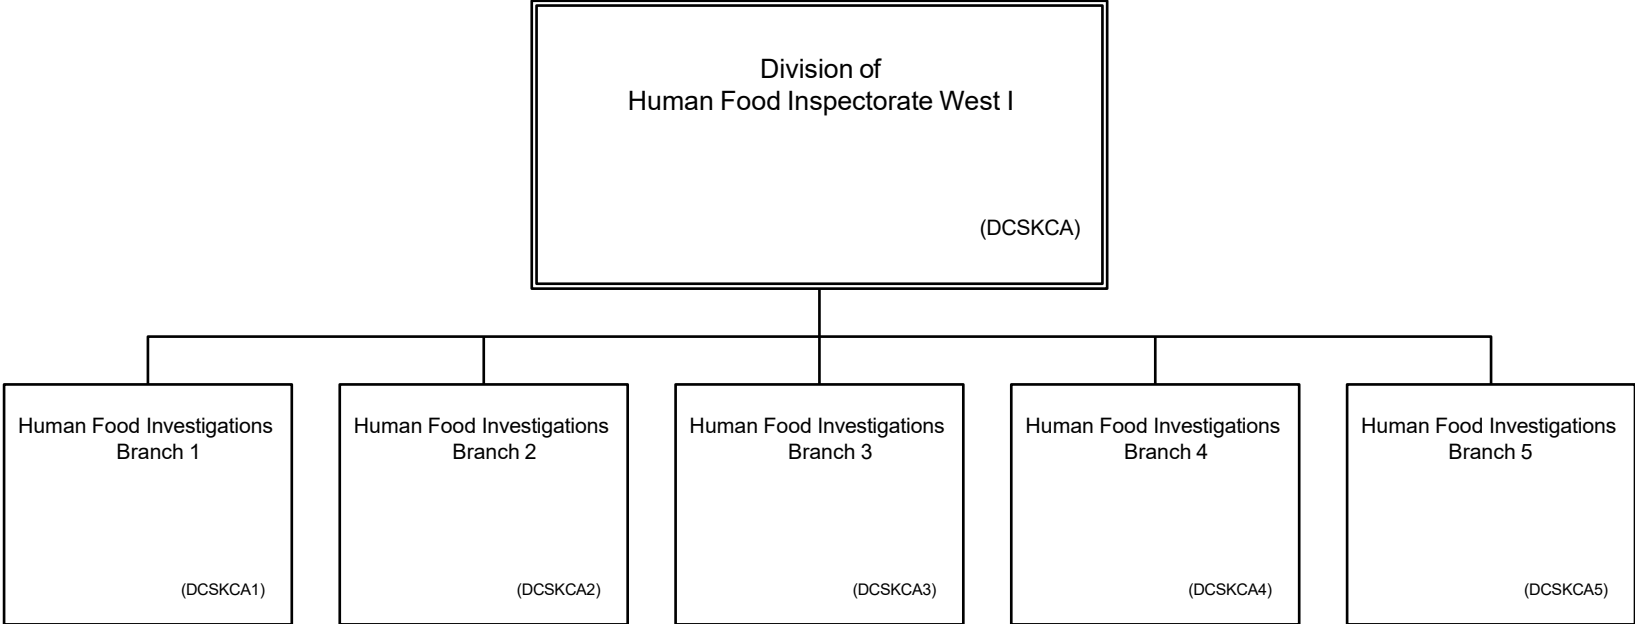 Division of
Human Food Inspectorate West I
(DCSKCA)
Human Food Investigations
Branch 1
(DCSKCA1)
Human Food Investigations
Branch 2
(DCSKCA2)
Human Food Investigations
Branch 3
(DCSKCA3)
Human Food Investigations
Branch 4
(DCSKCA4)
Human Food Investigations
Branch 5
(DCSKCA5)